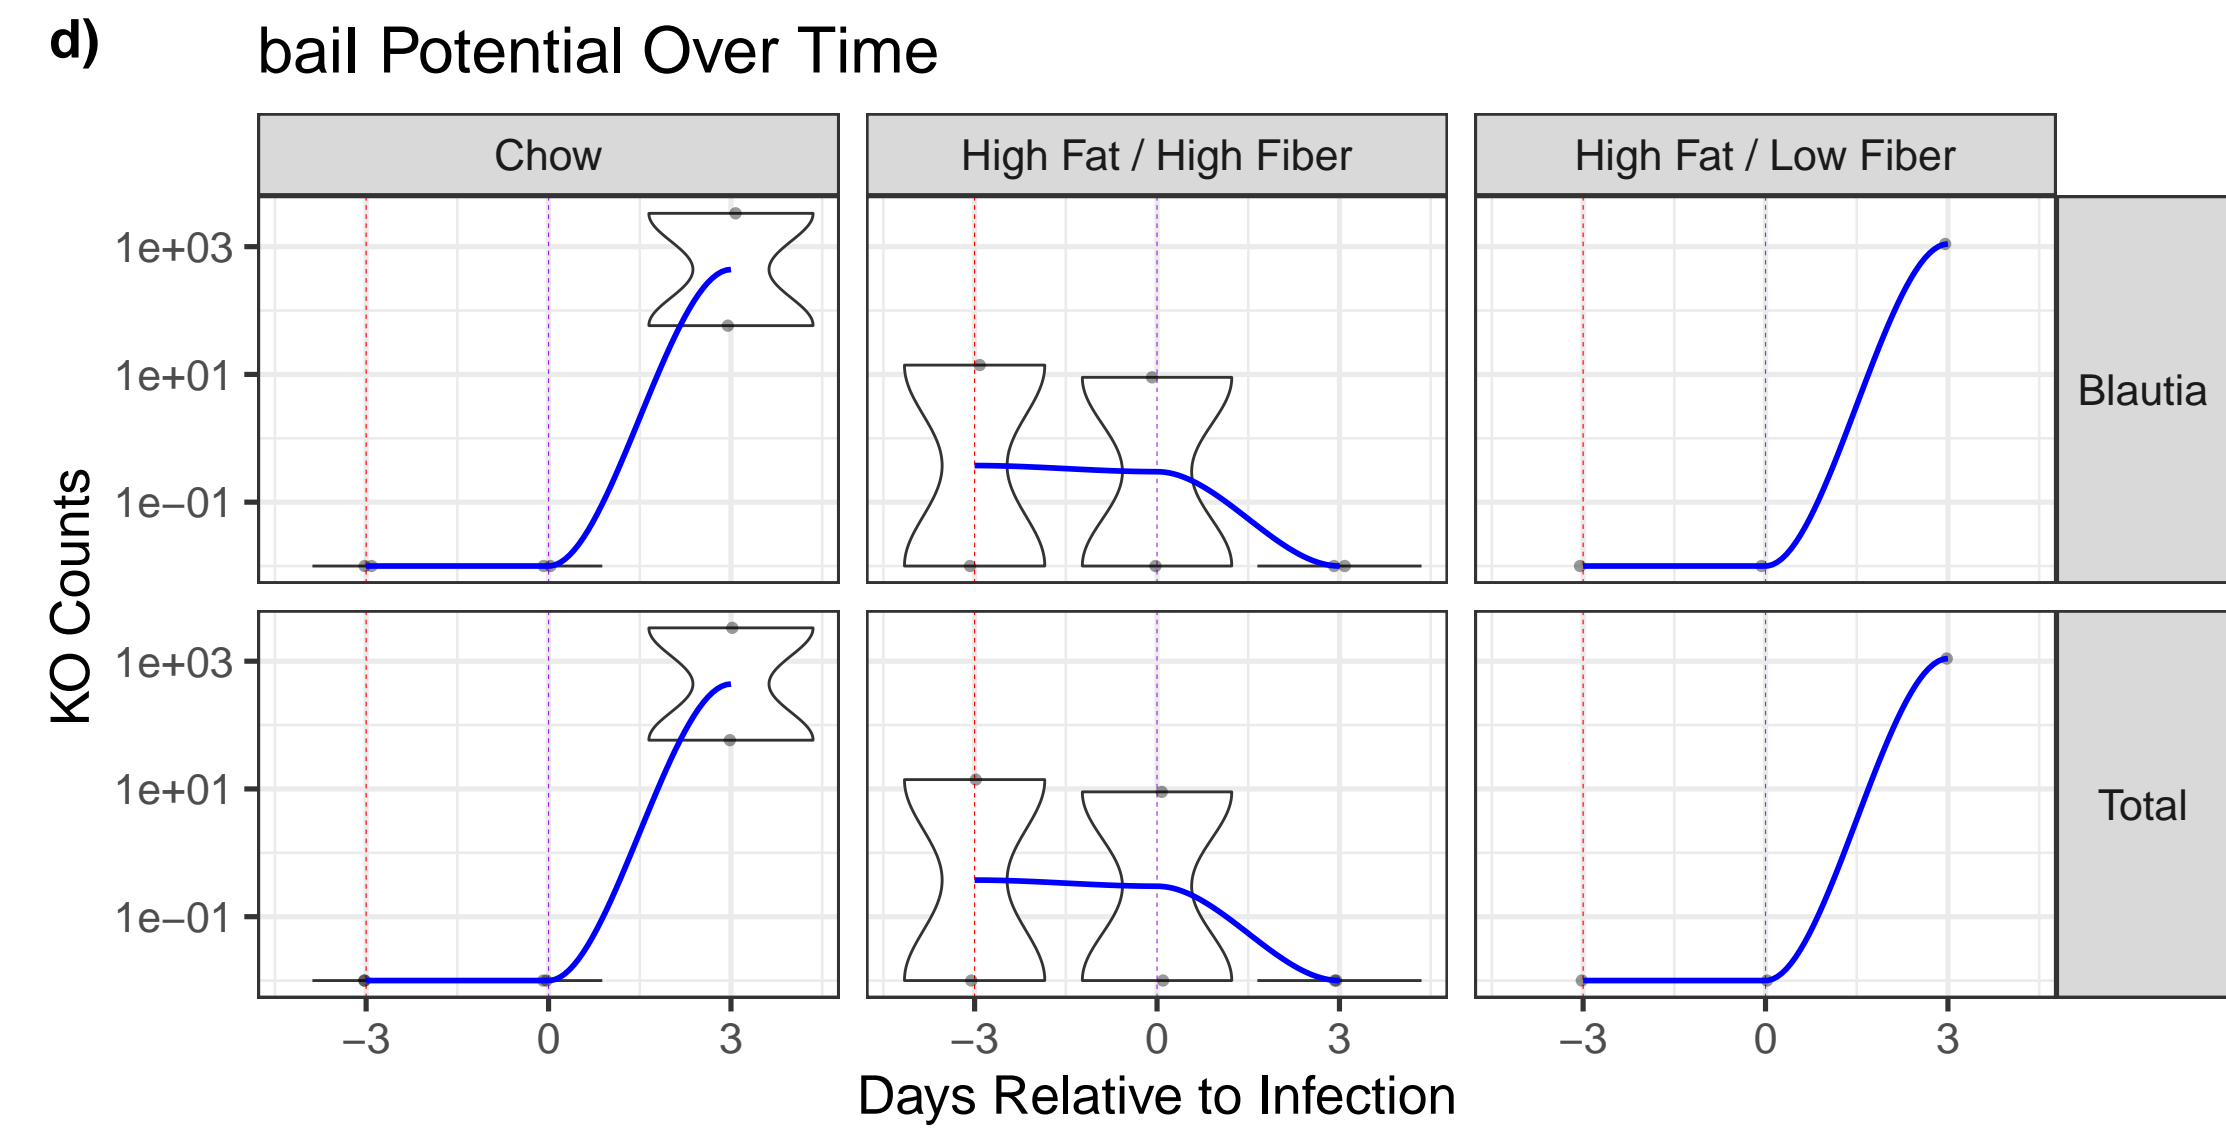 d)
baiI Potential Over Time
Chow
High Fat / High Fiber
High Fat / Low Fiber
KO Counts
1e+03
1e+01
1e−01
Blautia
1e+03
1e+01
1e−01
Total
−3 0 3
−3 0 3
−3 0 3
Days Relative to Infection